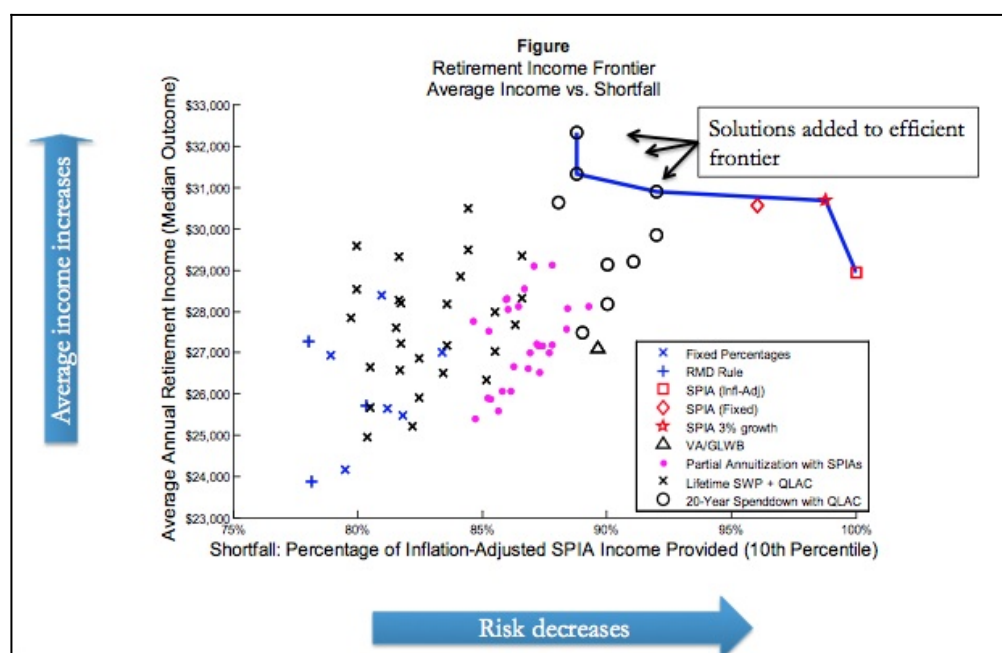 Figure
Retirement Income Frontier
Average Income vs. Shortfall
Average income increases
Average Annual Retirement Income (Median Outcome)
$33,000
$32,000
$31,000
$30,000
$29,000
$28,000
$27,000
$26,000
$25,000
$24,000
$23,000
Solutions added to efficient
frontier
Fixed Percentages
RMD Rule
SPIA (Infl-Adj)
SPIA (Fixed)
SPIA 3% growth
VA/GLWB
Partial Annuitization with SPIAs
Lifetime SWP + QLAC
20-Year Spenddown with QLAC
75% 80% 85% 90% 95% 100%
Shortfall: Percentage of Inflation-Adjusted SPIA Income Provided (10th Percentile)
Risk decreases